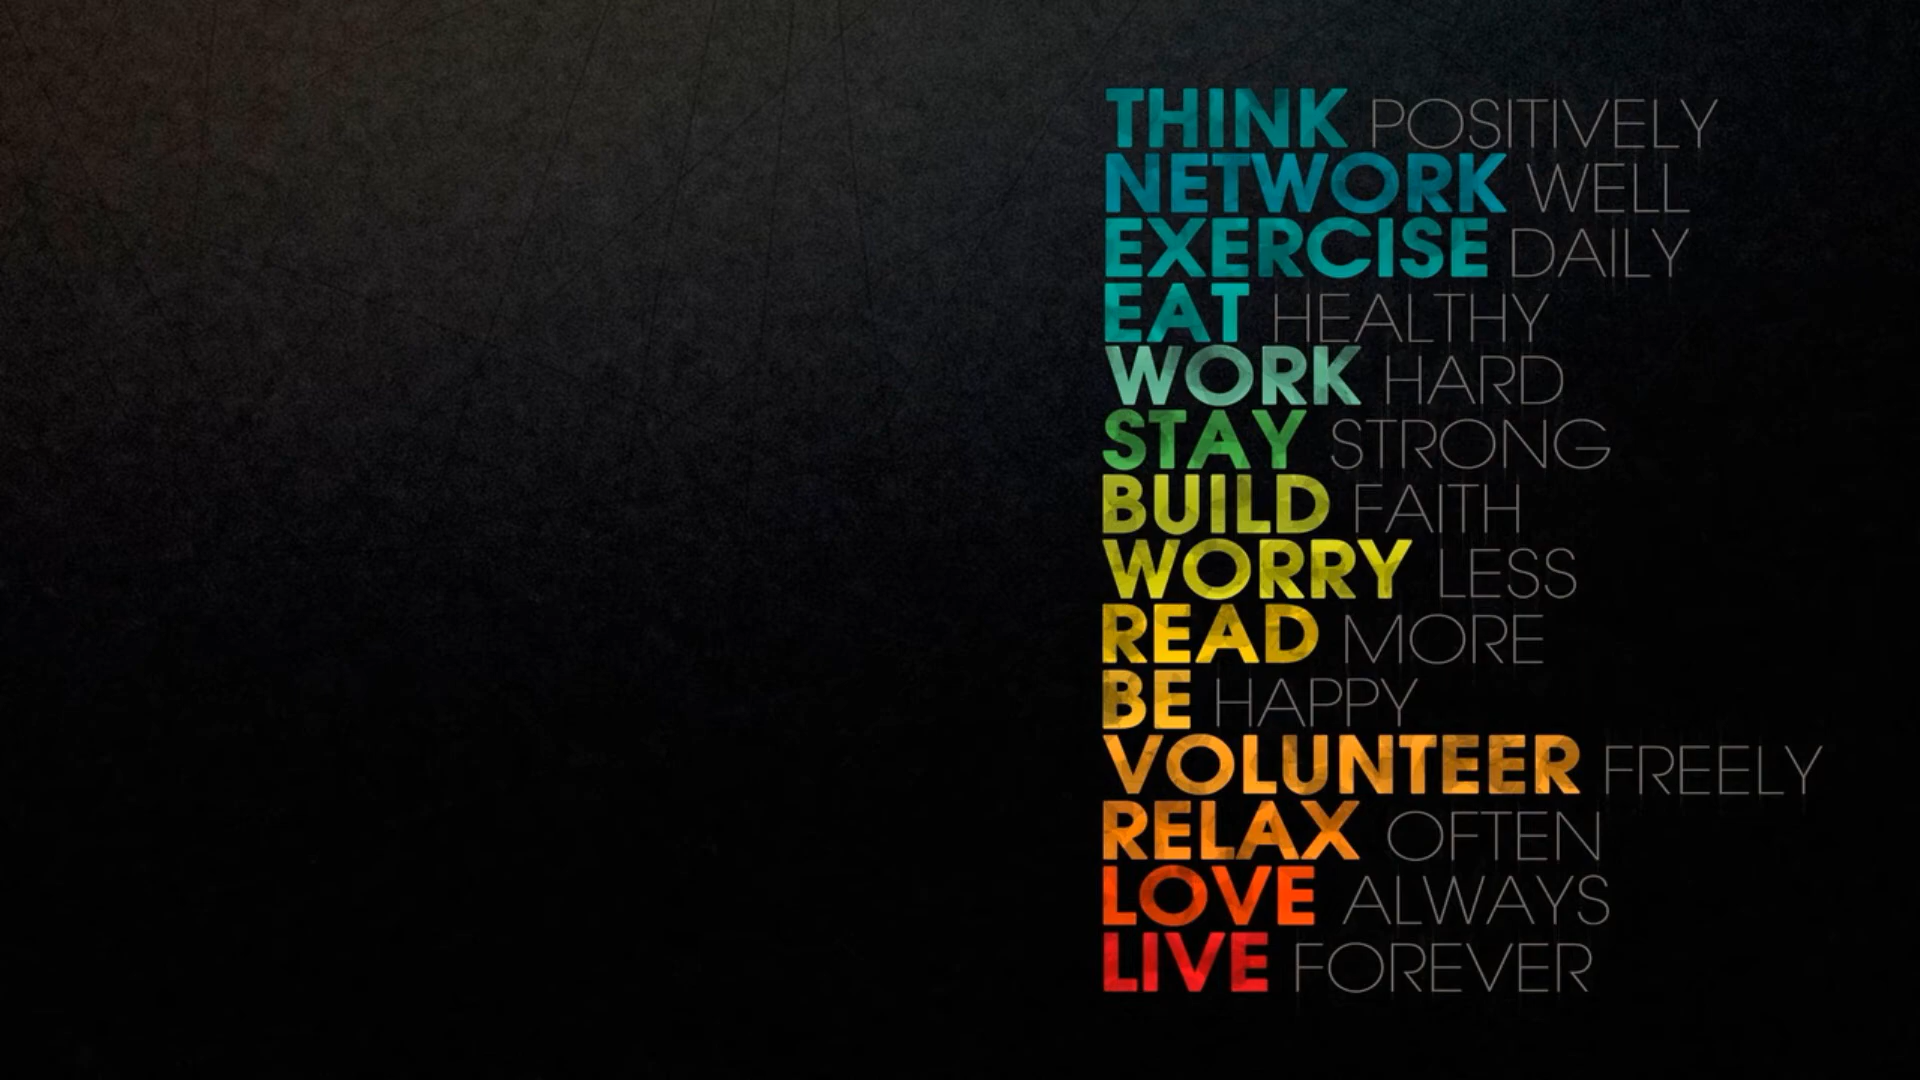 THINK POSITIVELY
NETWORK WELL
EXERCISE DAILY
EAT HEALTHY
WORK HARD
STAY STRONG
BUILD FAITH
WORRY LESS
READ MORE
BE HAPPY
VOLUNTEER FREELY
RELAX OFTEN
LOVE ALWAYS
LIVE FOREVER